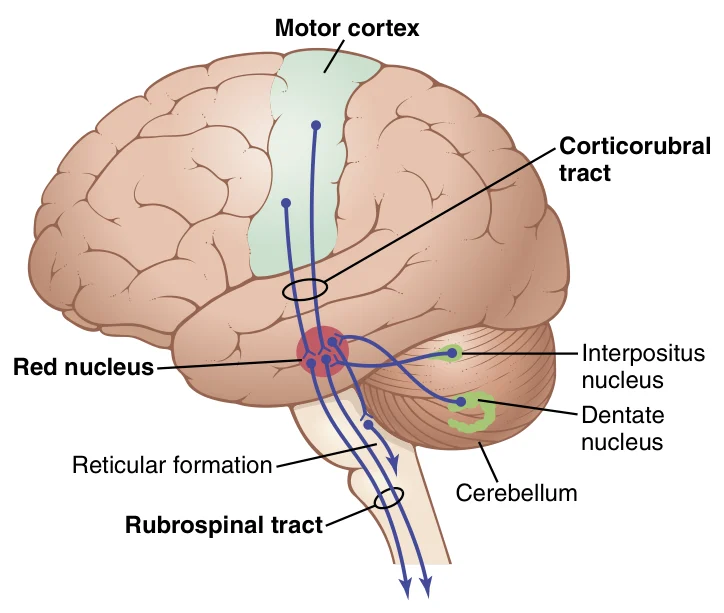 Motor cortex
Corticorubral
tract
Red nucleus
Interpositus
nucleus
Dentate
nucleus
Reticular formation
Cerebellum
Rubrospinal tract